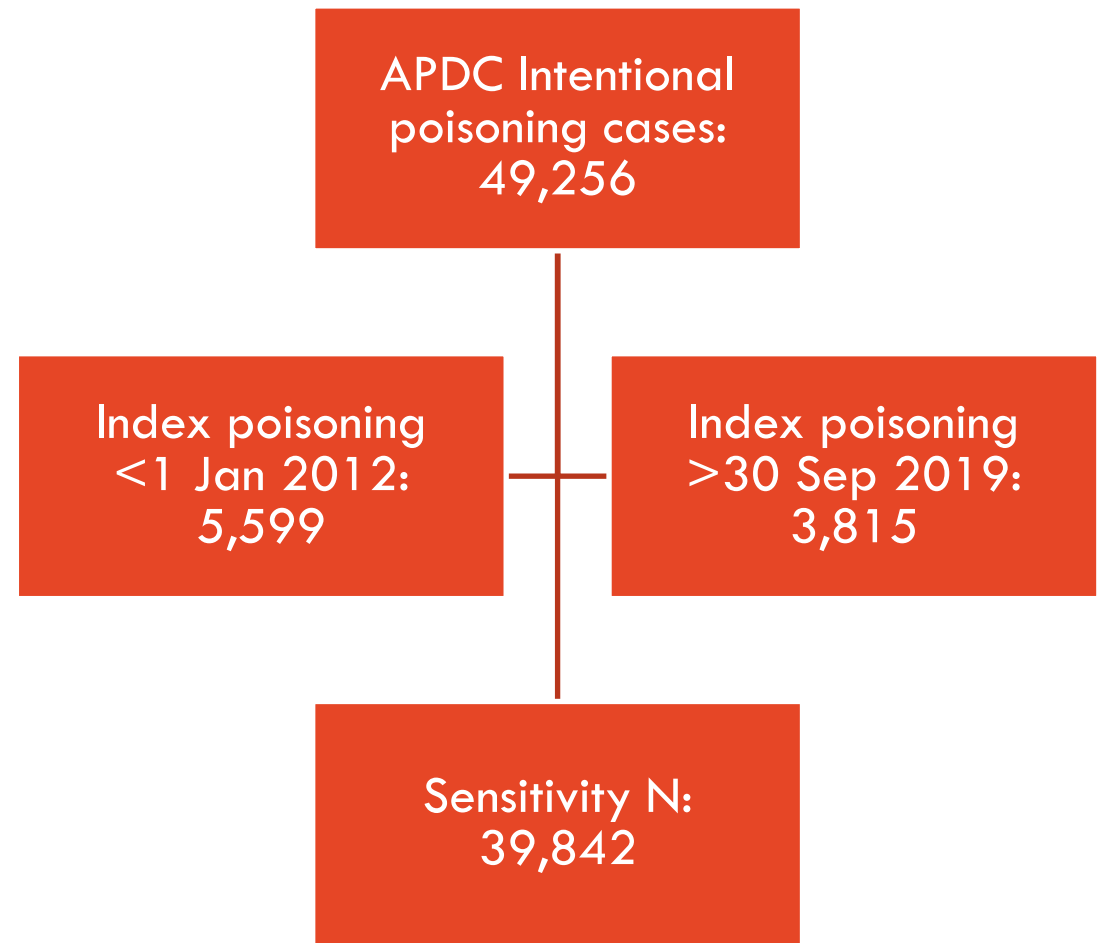 APDC Intentional
poisoning cases:
49,256
Index poisoning
<1 Jan 2012:
5,599
Index poisoning
>30 Sep 2019:
3,815
Sensitivity N:
39,842